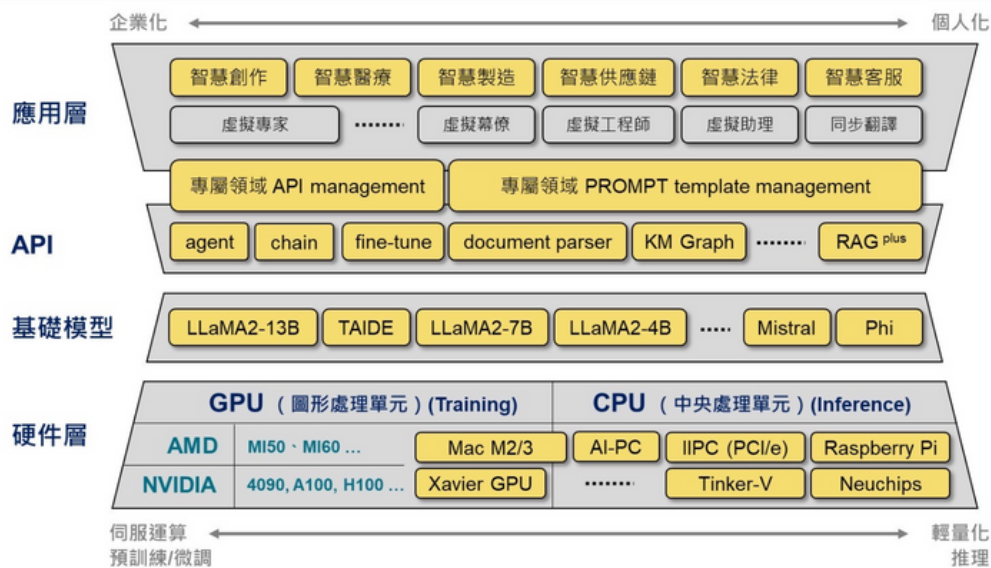 企業化 個人化
應用層
智慧創作 智慧醫療 智慧製造 智慧供應鏈 智慧法律 智慧客服
虛擬專家 ········ 虛擬幕僚 虛擬工程師 虛擬助理 同步翻譯
專屬領域 API management 專屬領域 PROMPT template management
API
agent chain fine-tune document parser KM Graph ········ RAG plus
基礎模型
LLaMA2-13B TAIDE LLaMA2-7B LLaMA2-4B ····· Mistral Phi
硬件層
GPU （圖形處理單元）(Training) CPU （中央處理單元）(Inference)
AMD MI50、MI60 ... Mac M2/3 AI-PC IIPC (PCI/e) Raspberry Pi
NVIDIA 4090, A100, H100 ... Xavier GPU ········ Tinker-V Neuchips
伺服運算 輕量化
預訓練/微調 推理